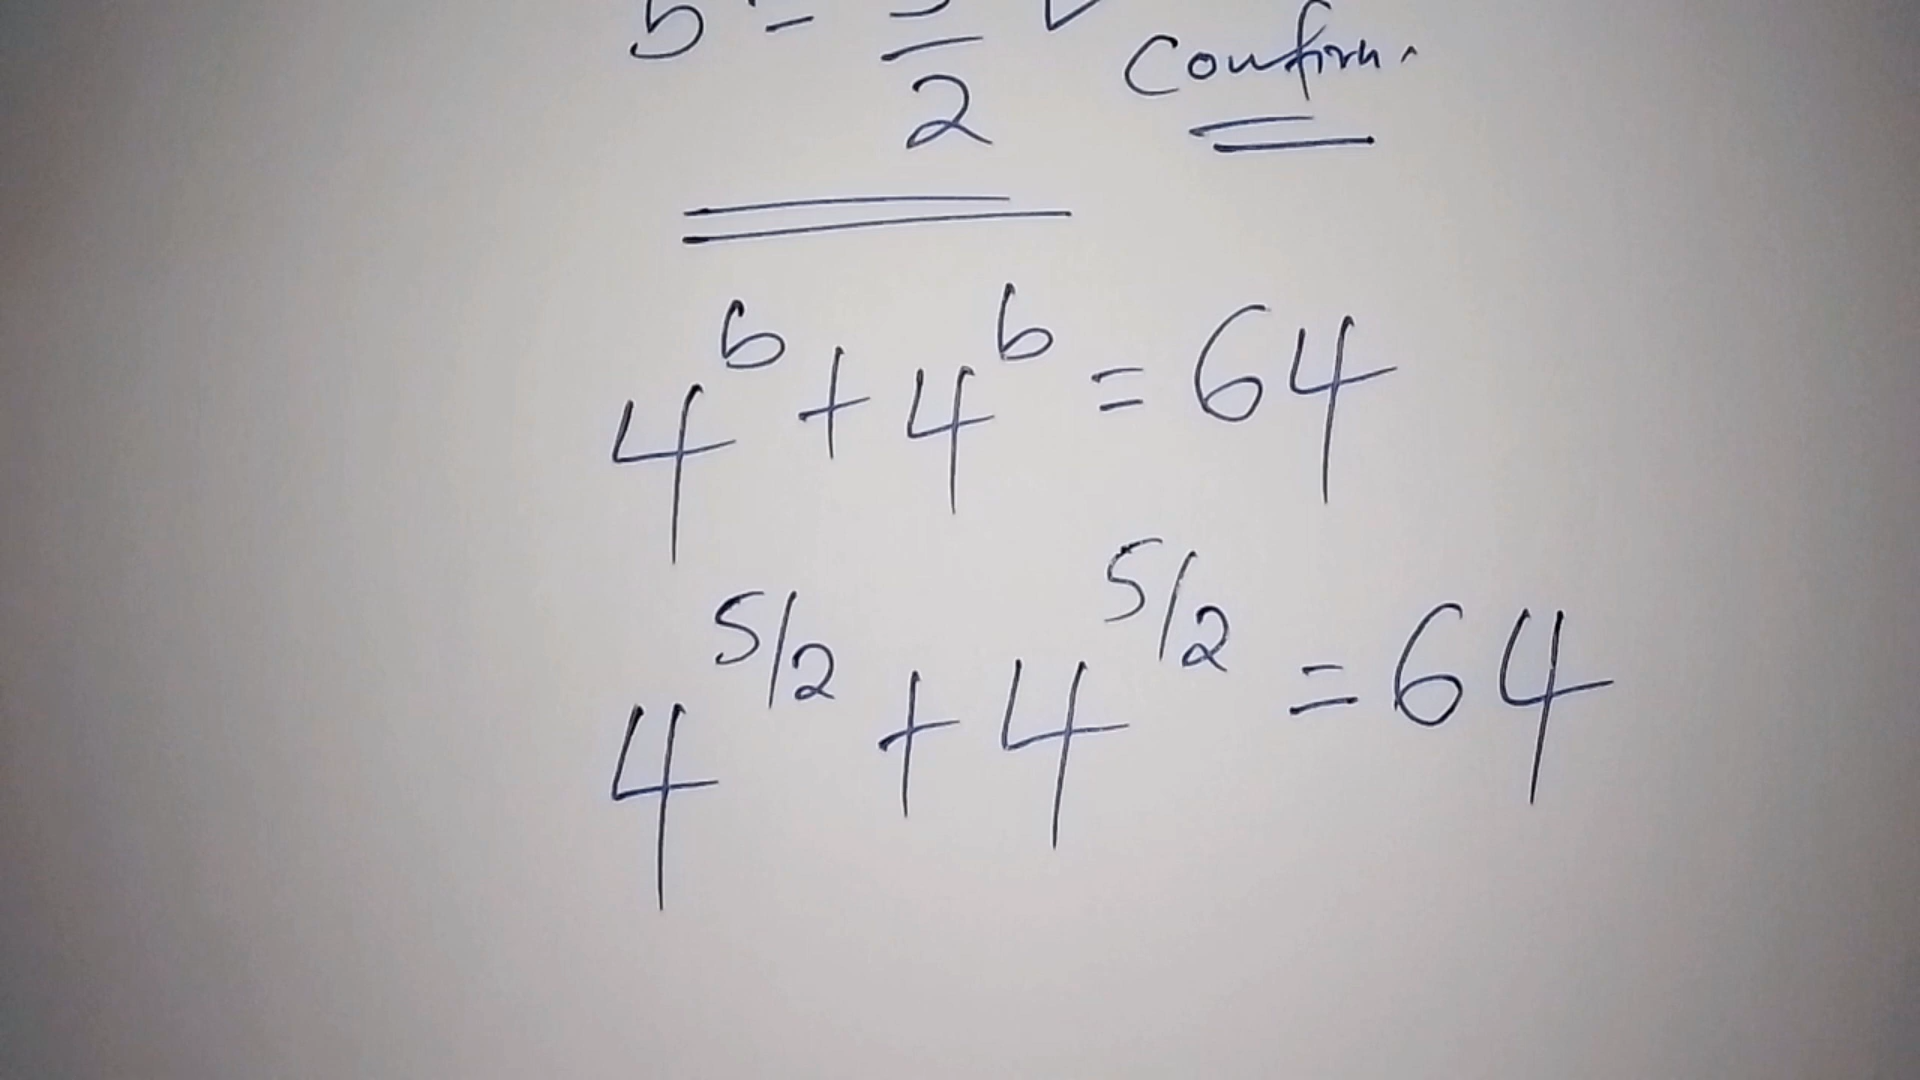 b = 5/2 ✓ Confirm.
4^b + 4^b = 64
4^5/2 + 4^5/2 = 64